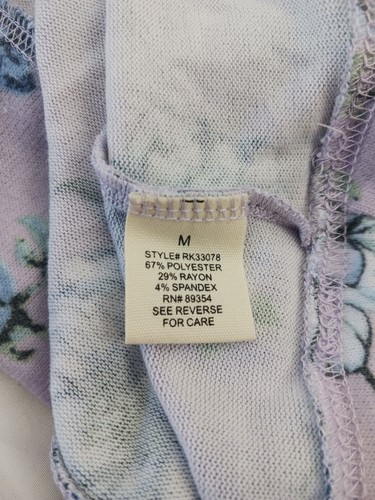 M
STYLE# RK33078
67% POLYESTER
29% RAYON
4% SPANDEX
RN# 89354
SEE REVERSE
FOR CARE